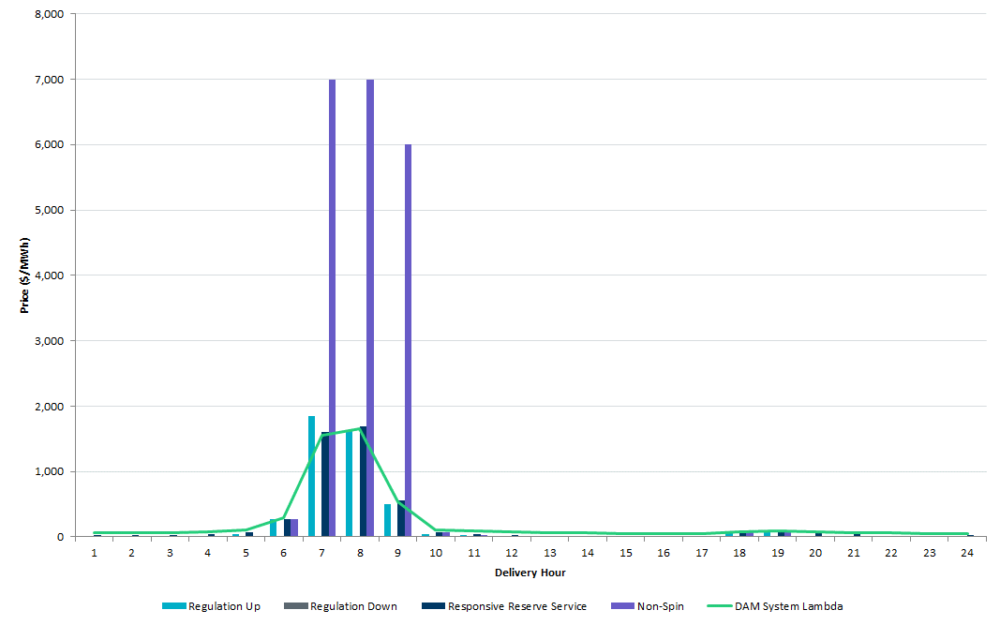 8,000
7,000
6,000
5,000
4,000
3,000
2,000
1,000
0
Price ($/MWh)
1 2 3 4 5 6 7 8 9 10 11 12 13 14 15 16 17 18 19 20 21 22 23 24
Delivery Hour
Regulation Up Regulation Down Responsive Reserve Service Non-Spin DAM System Lambda